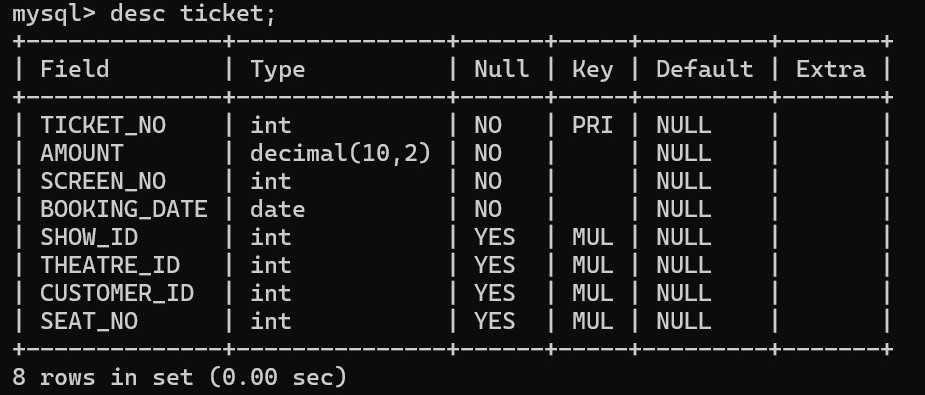 mysql> desc ticket;
+--------------+---------------+------+-----+---------+-------+
| Field        | Type          | Null | Key | Default | Extra |
+--------------+---------------+------+-----+---------+-------+
| TICKET_NO    | int           | NO   | PRI | NULL    |       |
| AMOUNT       | decimal(10,2) | NO   |     | NULL    |       |
| SCREEN_NO    | int           | NO   |     | NULL    |       |
| BOOKING_DATE | date          | NO   |     | NULL    |       |
| SHOW_ID      | int           | YES  | MUL | NULL    |       |
| THEATRE_ID   | int           | YES  | MUL | NULL    |       |
| CUSTOMER_ID  | int           | YES  | MUL | NULL    |       |
| SEAT_NO      | int           | YES  | MUL | NULL    |       |
+--------------+---------------+------+-----+---------+-------+
8 rows in set (0.00 sec)